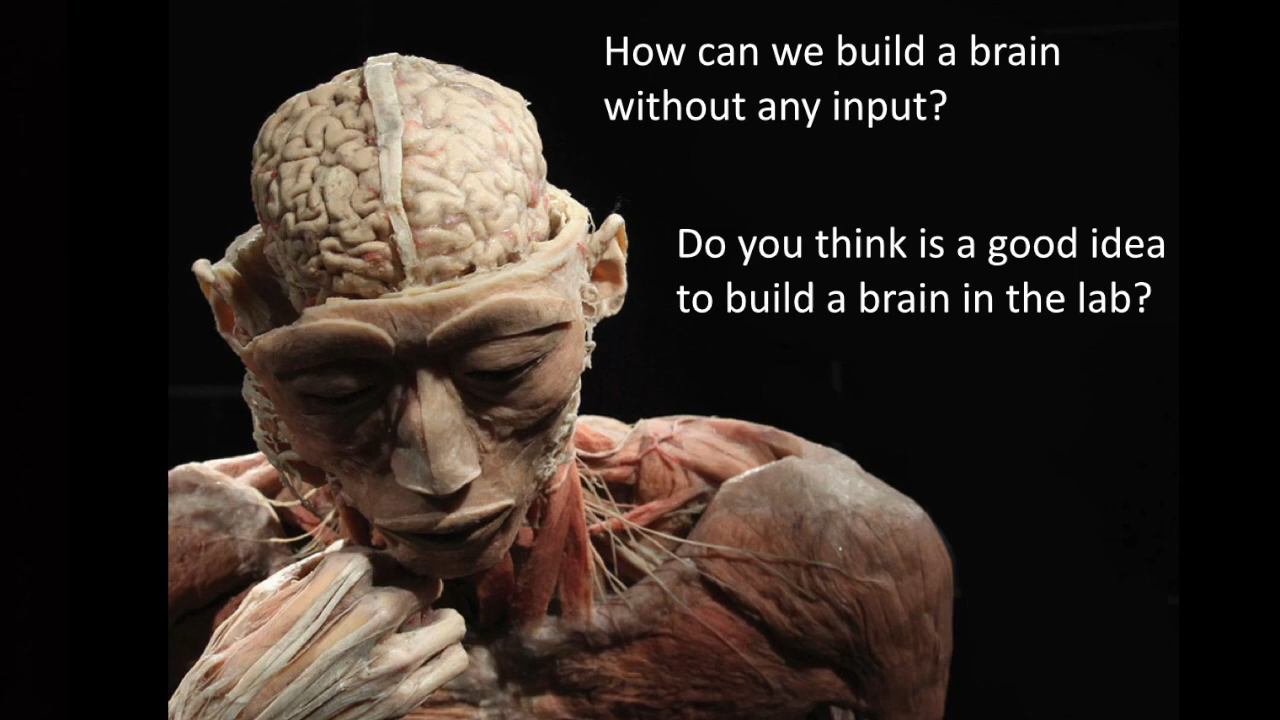 How can we build a brain
without any input?
Do you think is a good idea
to build a brain in the lab?